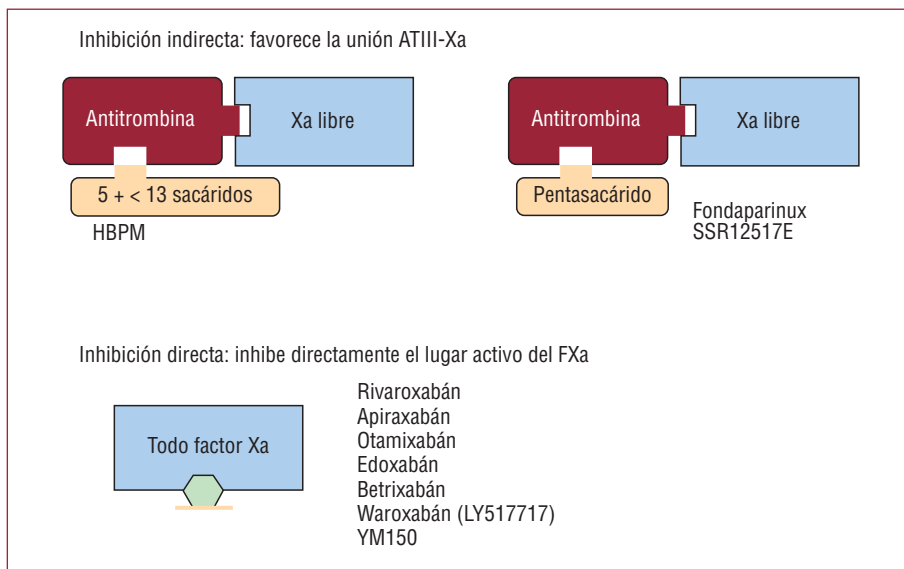 Inhibición indirecta: favorece la unión ATIII-Xa
Antitrombina
Xa libre
5 + < 13 sacáridos
HBPM
Antitrombina
Xa libre
Pentasacárido
Fondaparinux
SSR12517E
Inhibición directa: inhibe directamente el lugar activo del FXa
Todo factor Xa
Rivaroxabán
Apiraxabán
Otamixabán
Edoxabán
Betrixabán
Waroxabán (LY517717)
YM150